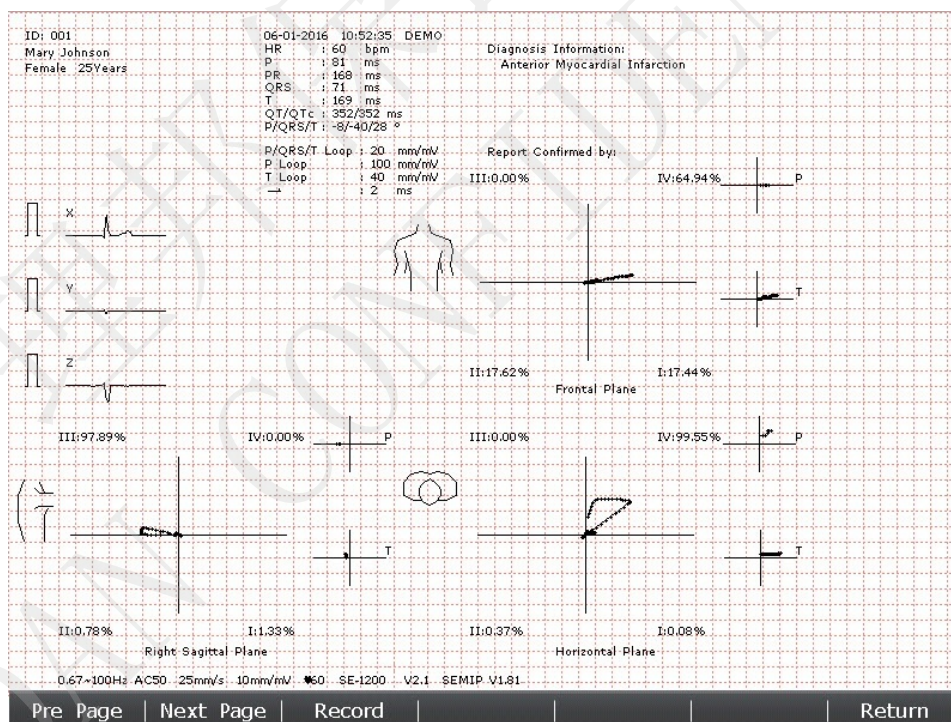 ID: 001
Mary Johnson
Female 25Years
06-01-2016 10:52:35 DEMO
HR : 60 bpm
P : 81 ms
PR : 168 ms
QRS : 71 ms
T : 169 ms
QT/QTc : 352/352 ms
P/QRS/T : -8/-40/28 °
P/QRS/T Loop : 20 mm/mV
P Loop : 100 mm/mV
T Loop : 40 mm/mV
: 2 ms
Diagnosis Information:
Anterior Myocardial Infarction
Report Confirmed by:
X
Y
Z
III:0.00% IV:64.94% P
T
II:17.62% I:17.44%
Frontal Plane
III:97.89% IV:0.00% P
T
II:0.78% I:1.33%
Right Sagittal Plane
III:0.00% IV:99.55% P
T
II:0.37% I:0.08%
Horizontal Plane
0.67~100Hz AC50 25mm/s 10mm/mV ♥60 SE-1200 V2.1 SEMIP V1.81
Pre Page | Next Page | Record | | | | Return